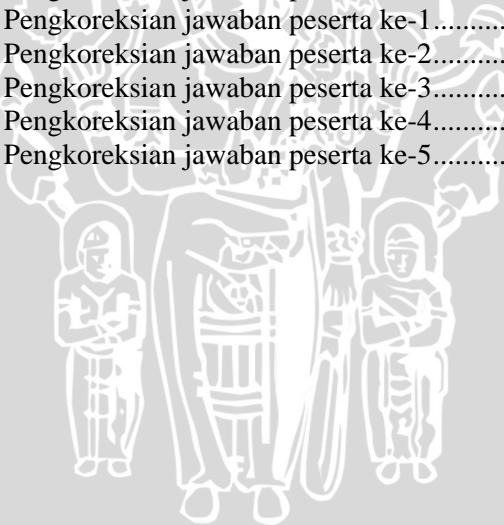 Pengkoreksian jawaban peserta ke-1..........
Pengkoreksian jawaban peserta ke-2..........
Pengkoreksian jawaban peserta ke-3..........
Pengkoreksian jawaban peserta ke-4..........
Pengkoreksian jawaban peserta ke-5..........